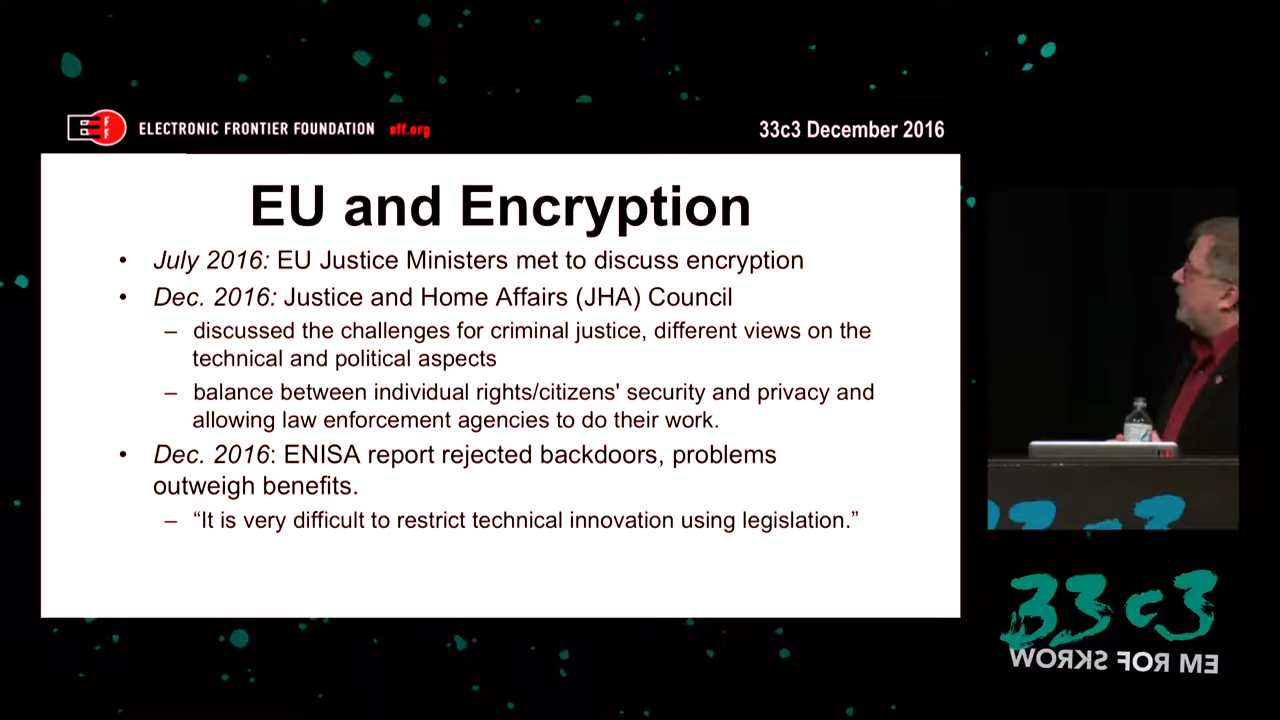 ELECTRONIC FRONTIER FOUNDATION eff.org
33c3 December 2016
EU and Encryption
• July 2016: EU Justice Ministers met to discuss encryption
• Dec. 2016: Justice and Home Affairs (JHA) Council
– discussed the challenges for criminal justice, different views on the
technical and political aspects
– balance between individual rights/citizens' security and privacy and
allowing law enforcement agencies to do their work.
• Dec. 2016: ENISA report rejected backdoors, problems
outweigh benefits.
– “It is very difficult to restrict technical innovation using legislation.”
33c3
WORKS FOR ME